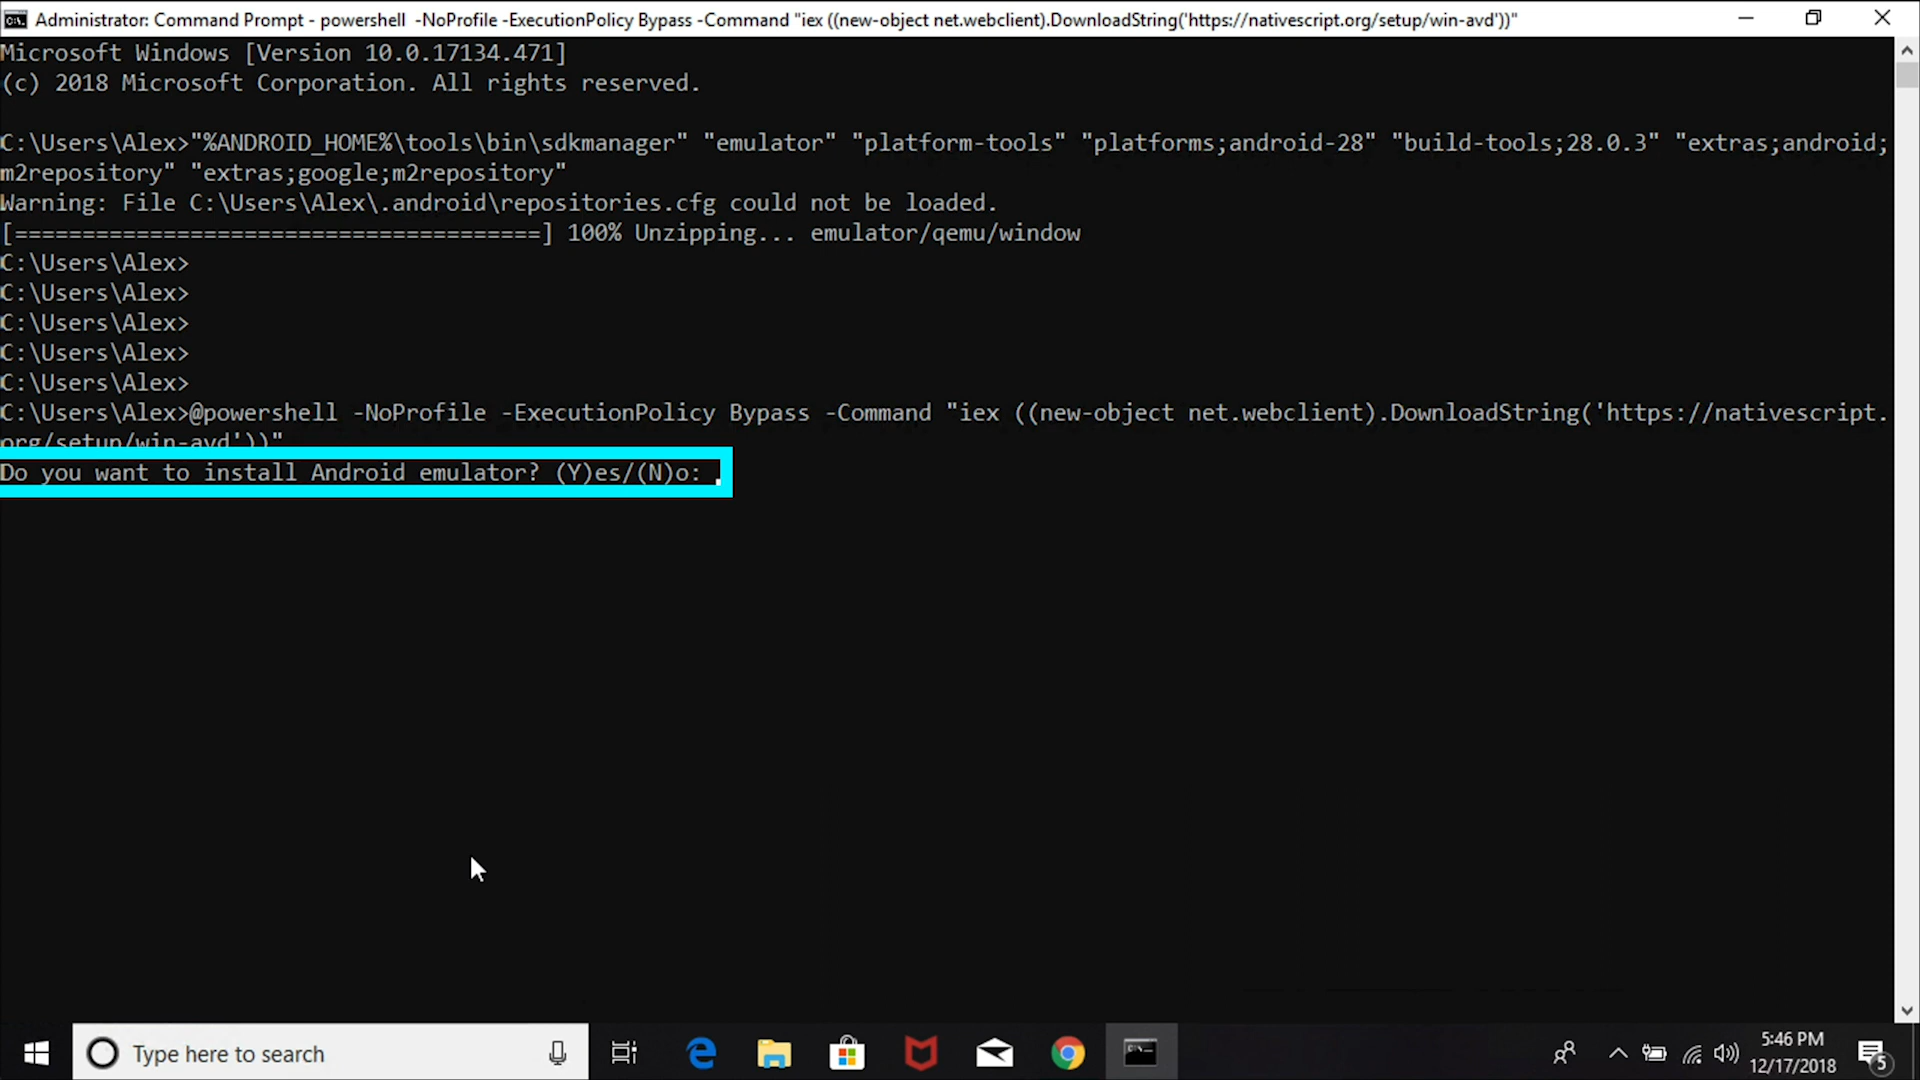 Administrator: Command Prompt - powershell  -NoProfile -ExecutionPolicy Bypass -Command "iex ((new-object net.webclient).DownloadString('https://nativescript.org/setup/win-avd'))"
Microsoft Windows [Version 10.0.17134.471]
(c) 2018 Microsoft Corporation. All rights reserved.
C:\Users\Alex>"%ANDROID_HOME%\tools\bin\sdkmanager" "emulator" "platform-tools" "platforms;android-28" "build-tools;28.0.3" "extras;android;
m2repository" "extras;google;m2repository"
Warning: File C:\Users\Alex\.android\repositories.cfg could not be loaded.
[=======================================] 100% Unzipping... emulator/qemu/window
C:\Users\Alex>
C:\Users\Alex>
C:\Users\Alex>
C:\Users\Alex>
C:\Users\Alex>
C:\Users\Alex>@powershell -NoProfile -ExecutionPolicy Bypass -Command "iex ((new-object net.webclient).DownloadString('https://nativescript.
org/setup/win-avd'))"
Do you want to install Android emulator? (Y)es/(N)o:
Type here to search
5:46 PM
12/17/2018
5